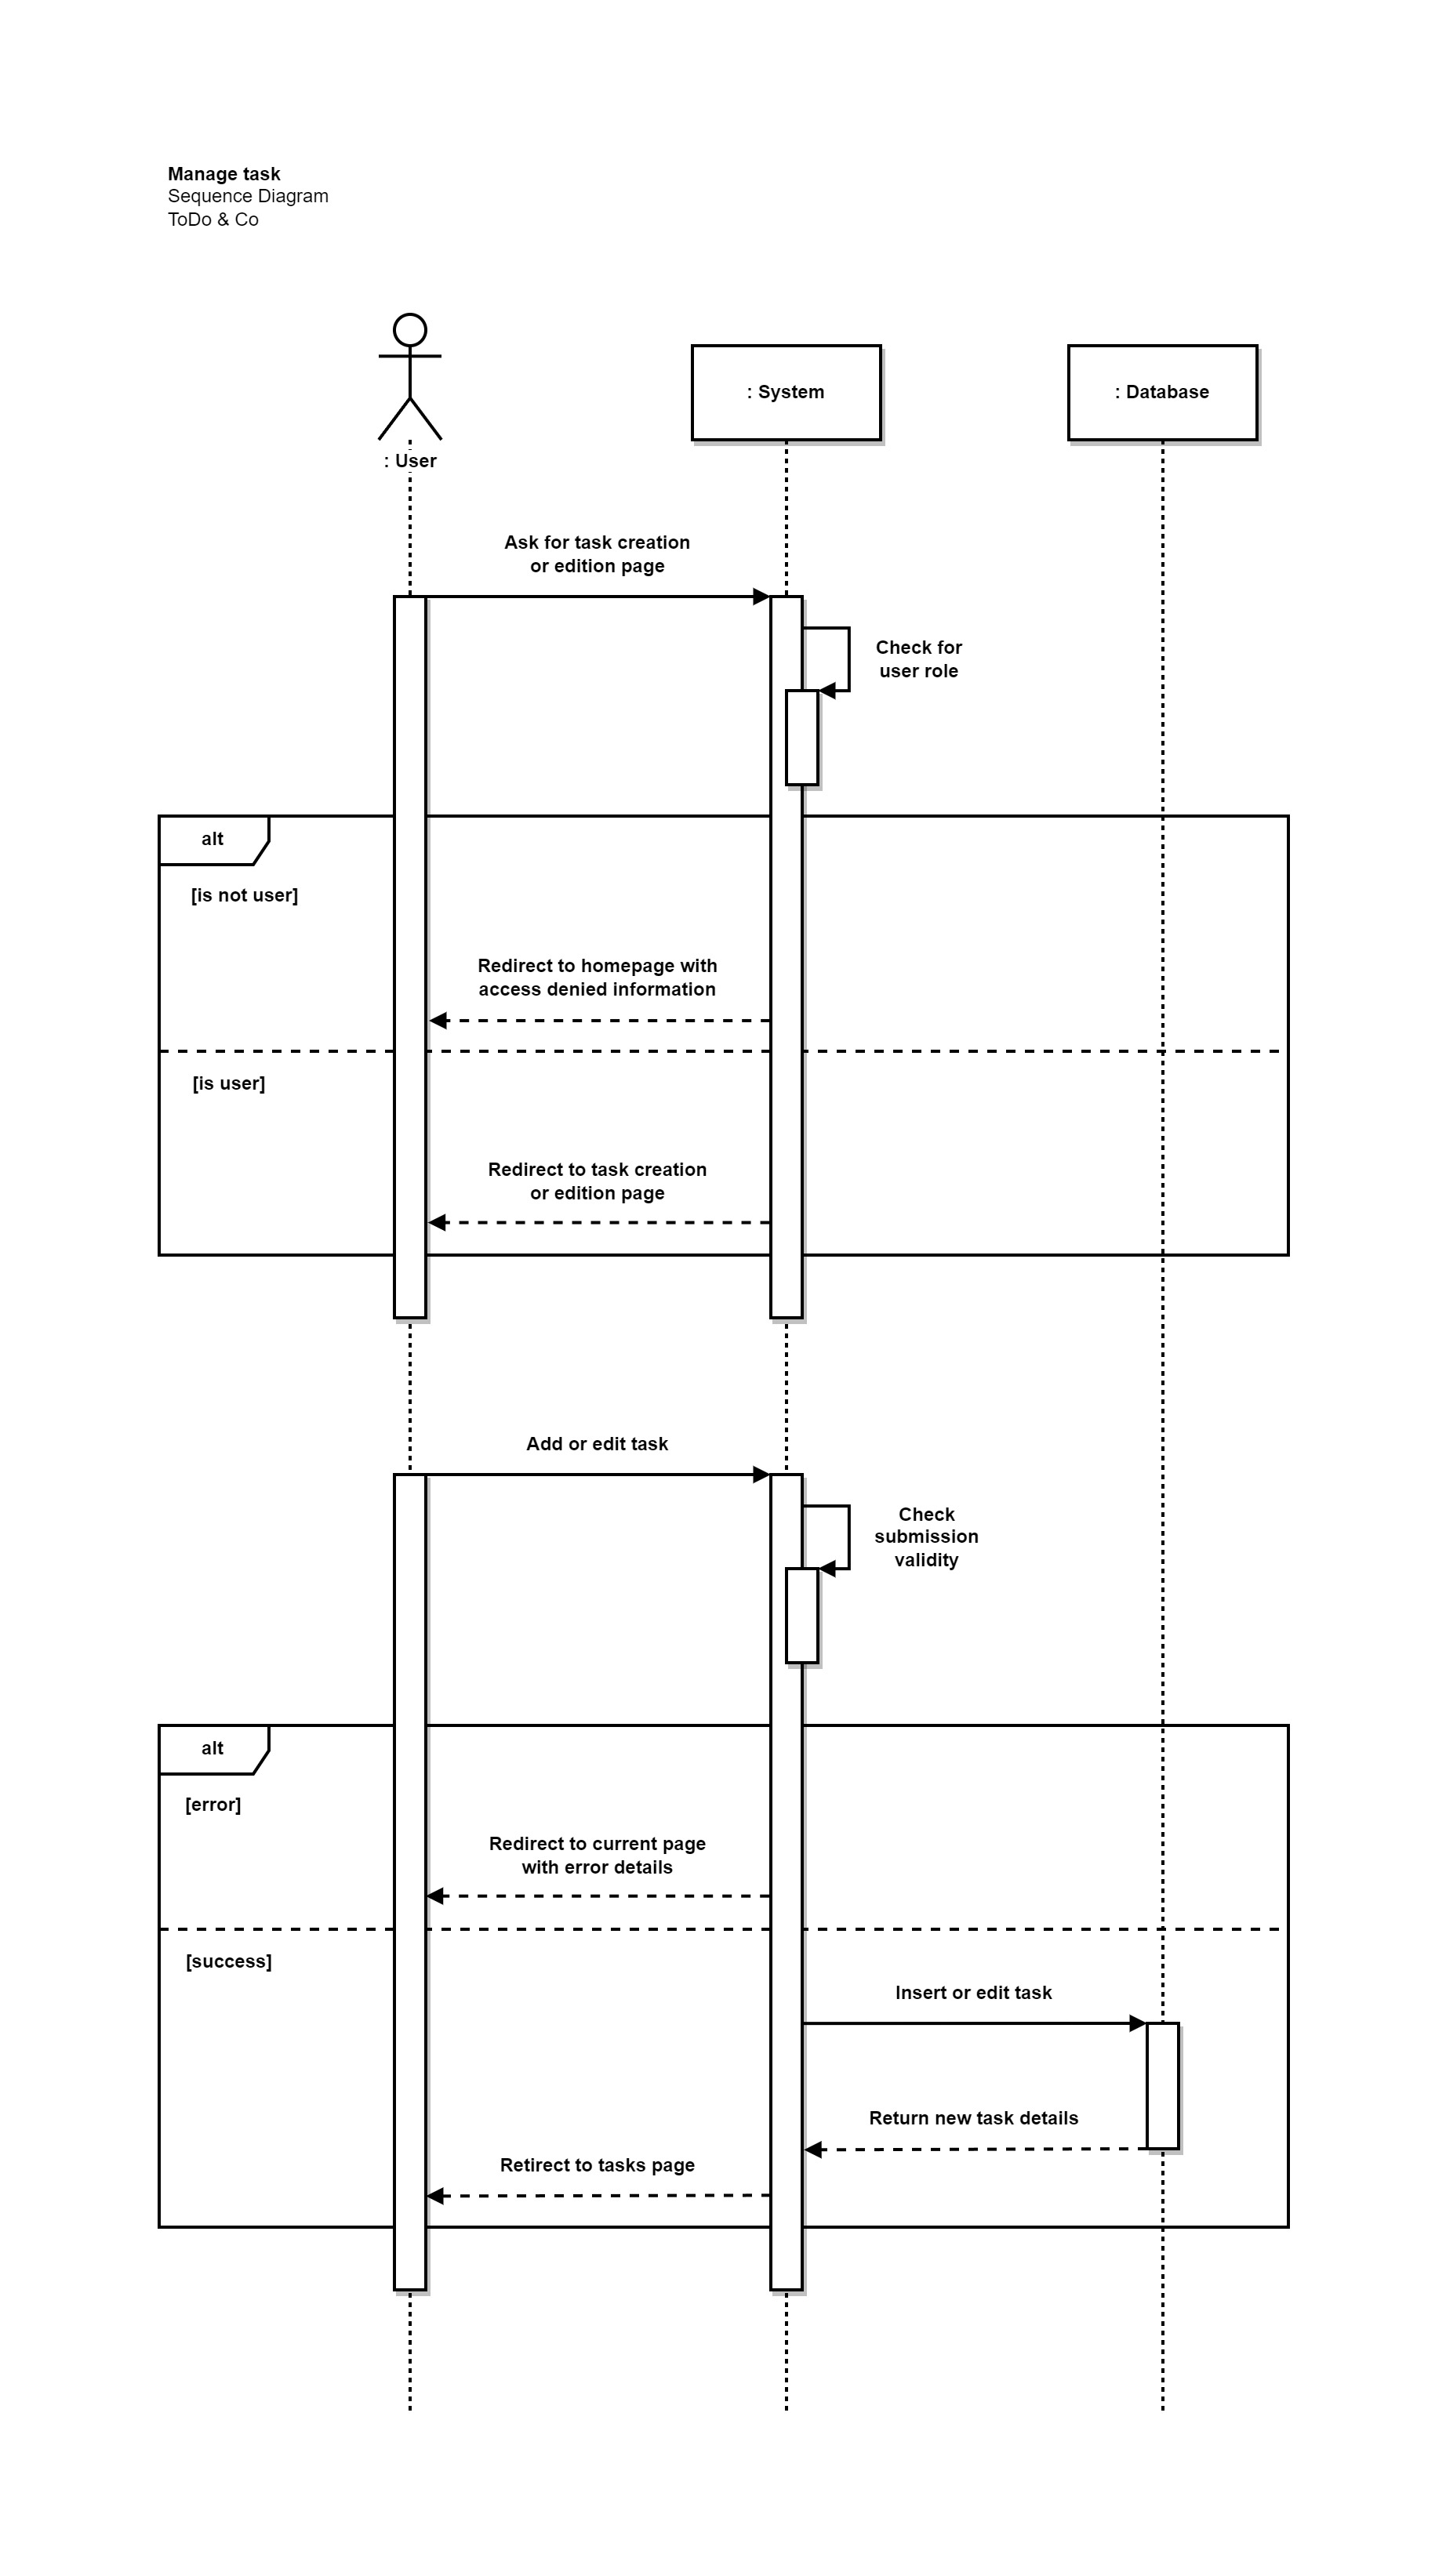 Manage task
Sequence Diagram
ToDo & Co
: User
: System
: Database
Ask for task creation
or edition page
Check for
user role
alt
[is not user]
Redirect to homepage with
access denied information
[is user]
Redirect to task creation
or edition page
Add or edit task
Check
submission
validity
alt
[error]
Redirect to current page
with error details
[success]
Insert or edit task
Return new task details
Retirect to tasks page